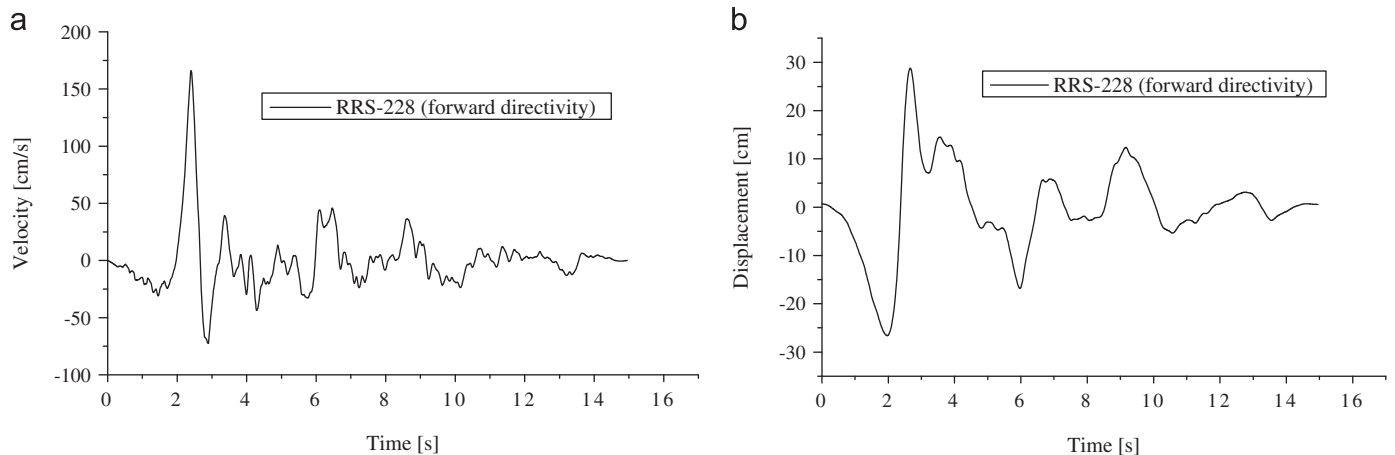 a
200
150
100
50
0
-50
-100
Velocity [cm/s]
RRS-228 (forward directivity)
0 2 4 6 8 10 12 14 16
Time [s]
b
30
20
10
0
-10
-20
-30
Displacement [cm]
RRS-228 (forward directivity)
0 2 4 6 8 10 12 14 16
Time [s]